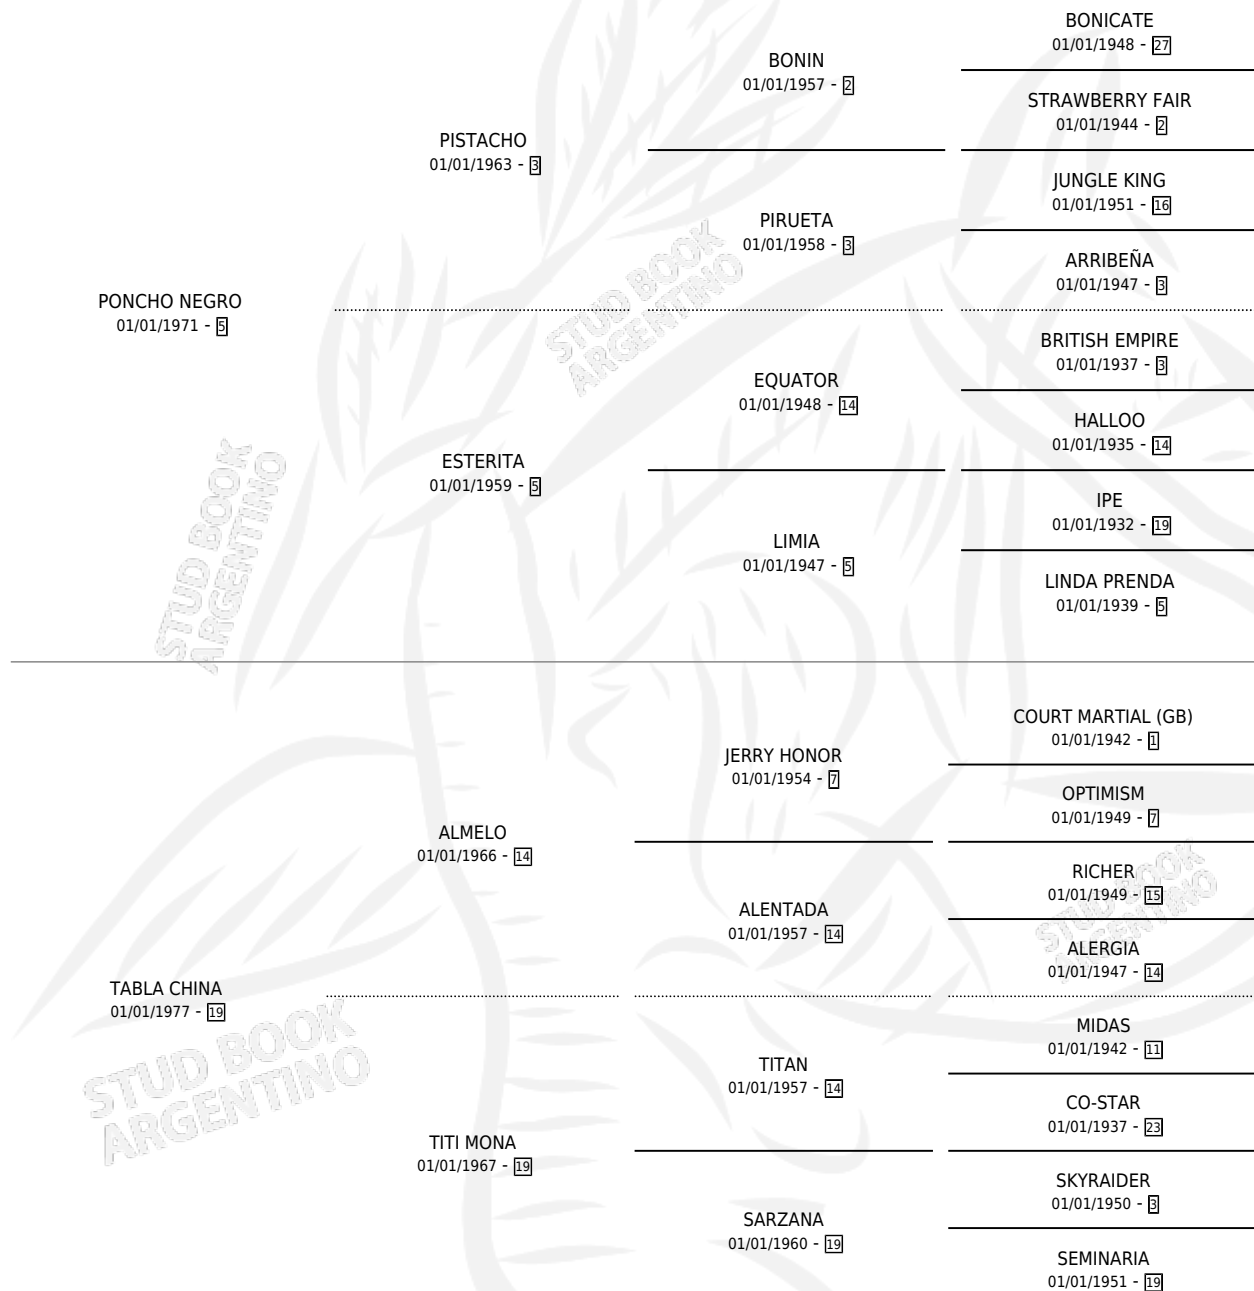 BONICATE
01/01/1948 - 27
BONIN
01/01/1957 - 2
STRAWBERRY FAIR
01/01/1944 - 2
PISTACHO
01/01/1963 - 3
JUNGLE KING
01/01/1951 - 16
PIRUETA
01/01/1958 - 3
ARRIBEÑA
01/01/1947 - 3
PONCHO NEGRO
01/01/1971 - 5
BRITISH EMPIRE
01/01/1937 - 3
EQUATOR
01/01/1948 - 14
HALLOO
01/01/1935 - 14
ESTERITA
01/01/1959 - 5
IPE
01/01/1932 - 19
LIMIA
01/01/1947 - 5
LINDA PRENDA
01/01/1939 - 5
COURT MARTIAL (GB)
01/01/1942 - 1
JERRY HONOR
01/01/1954 - 7
OPTIMISM
01/01/1949 - 7
ALMELO
01/01/1966 - 14
RICHER
01/01/1949 - 15
ALENTADA
01/01/1957 - 14
ALERGIA
01/01/1947 - 14
TABLA CHINA
01/01/1977 - 19
MIDAS
01/01/1942 - 11
TITAN
01/01/1957 - 14
CO-STAR
01/01/1937 - 23
TITI MONA
01/01/1967 - 19
SKYRAIDER
01/01/1950 - 3
SARZANA
01/01/1960 - 19
SEMINARIA
01/01/1951 - 19
STUD BOOK
ARGENTINO
STUD BOOK
ARGENTINO
STUD BOOK
ARGENTINO
STUD BOOK
ARGENTINO